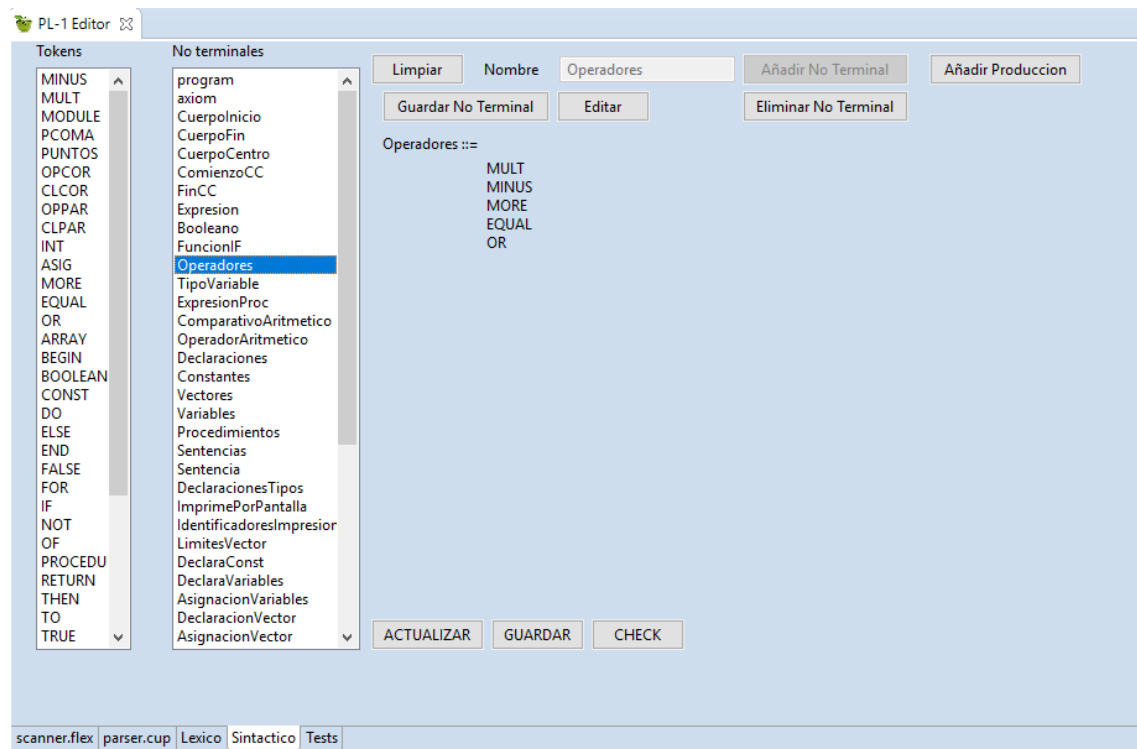 PL-1 Editor
Tokens
No terminales
MINUS
MULT
MODULE
PCOMA
PUNTOS
OPCOR
CLCOR
OPPAR
CLPAR
INT
ASIG
MORE
EQUAL
OR
ARRAY
BEGIN
BOOLEAN
CONST
DO
ELSE
END
FALSE
FOR
IF
NOT
OF
PROCEDU
RETURN
THEN
TO
TRUE
program
axiom
CuerpoInicio
CuerpoFin
CuerpoCentro
ComienzoCC
FinCC
Expresion
Booleano
FuncionIF
Operadores
TipoVariable
ExpresionProc
ComparativoAritmetico
OperadorAritmetico
Declaraciones
Constantes
Vectores
Variables
Procedimientos
Sentencias
Sentencia
DeclaracionesTipos
ImprimePorPantalla
IdentificadoresImpresion
LimitesVector
DeclaraConst
DeclaraVariables
AsignacionVariables
DeclaracionVector
AsignacionVector
Limpiar Nombre Operadores Añadir No Terminal Añadir Produccion
Guardar No Terminal Editar Eliminar No Terminal
Operadores ::=
MULT
MINUS
MORE
EQUAL
OR
ACTUALIZAR GUARDAR CHECK
scanner.flex parser.cup Lexico Sintactico Tests